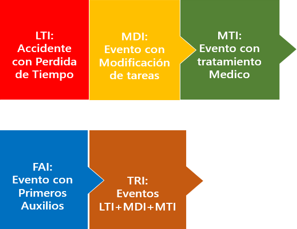 LTI:
Accidente
con Perdida
de Tiempo
MDI:
Evento con
Modificación
de tareas
MTI:
Evento con
tratamiento
Medico
FAI:
Evento con
Primeros
Auxilios
TRI:
Eventos
LTI+MDI+MTI